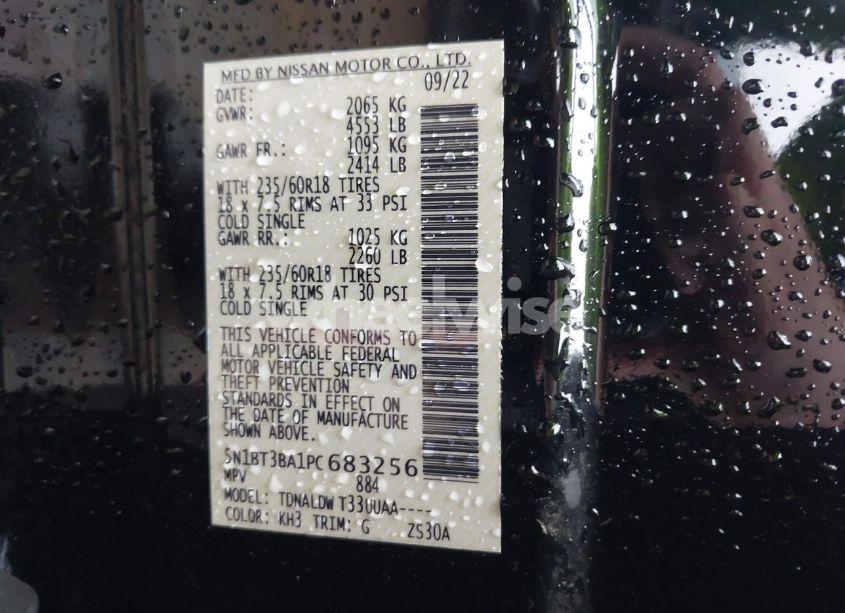 MFD BY NISSAN MOTOR CO., LTD.
DATE: 09/22
GVWR: 2065 KG
4553 LB
GAWR FR.: 1095 KG
2414 LB
WITH 235/60R18 TIRES
18 x 7.5 RIMS AT 33 PSI
COLD SINGLE
GAWR RR.: 1025 KG
2260 LB
WITH 235/60R18 TIRES
18 x 7.5 RIMS AT 30 PSI
COLD SINGLE
THIS VEHICLE CONFORMS TO
ALL APPLICABLE FEDERAL
MOTOR VEHICLE SAFETY AND
THEFT PREVENTION
STANDARDS IN EFFECT ON
THE DATE OF MANUFACTURE
SHOWN ABOVE.
5N1BT3BA1PC683256
MPV 884
MODEL: TDNALDW T33UUAA----
COLOR: KH3 TRIM: G ZS30A